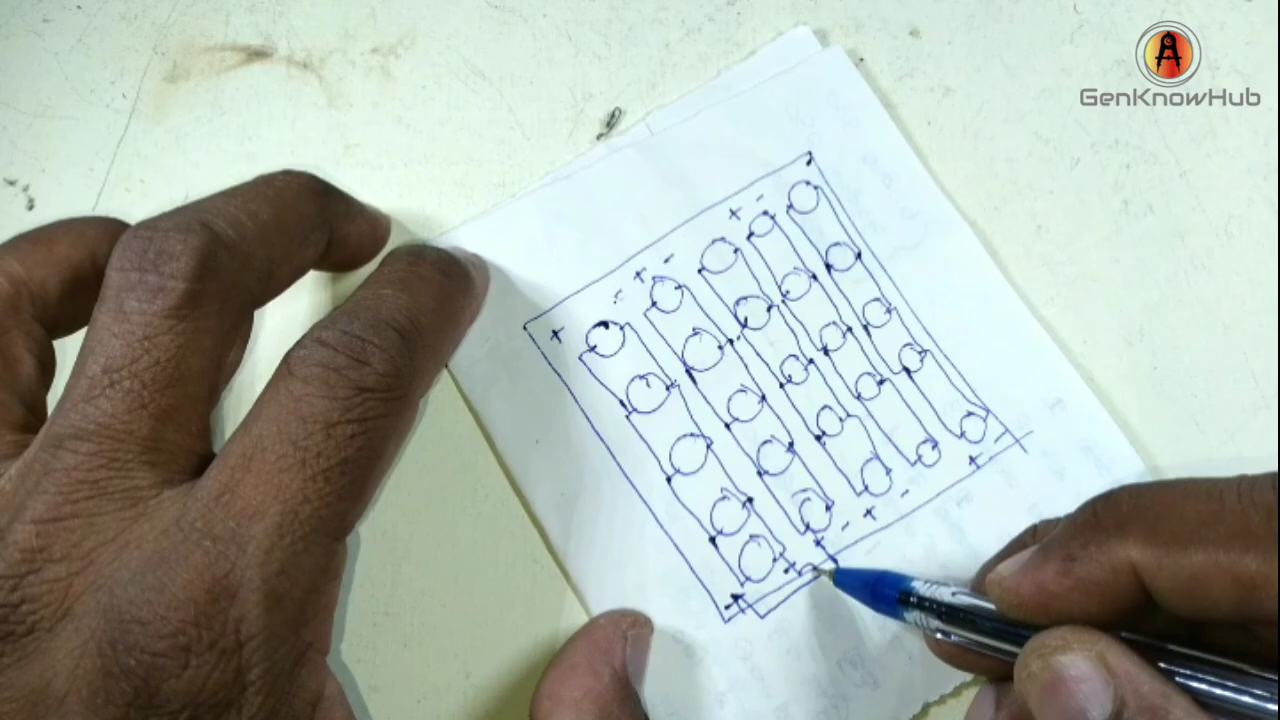 GenKnowHub
+ - + - + -
+ - + - + + -